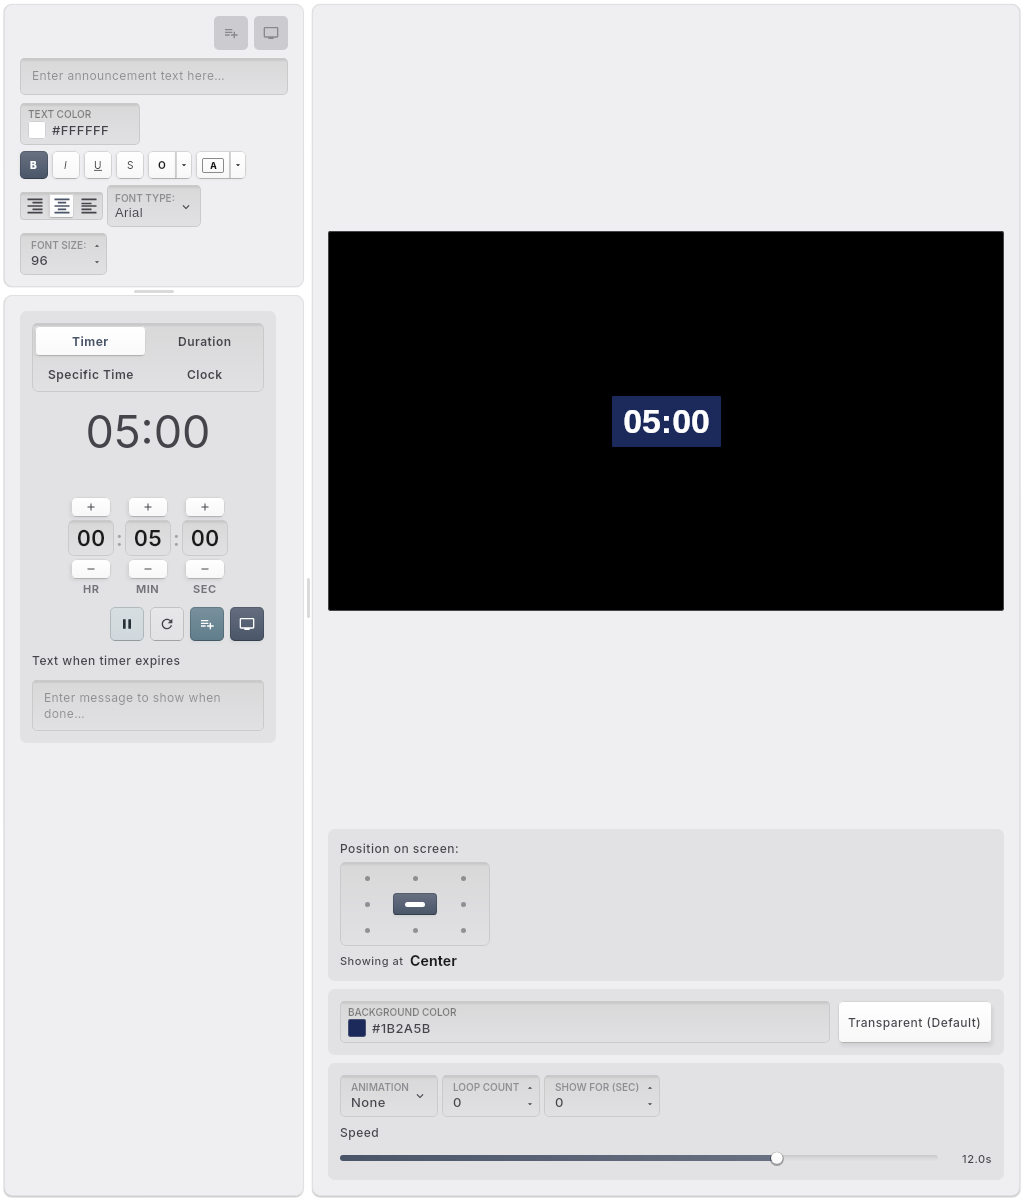 Enter announcement text here...
TEXT COLOR
#FFFFFF
B I U S O A
FONT TYPE:
Arial
FONT SIZE:
96
Timer Duration
Specific Time Clock
05:00
+ + +
00 : 05 : 00
− − −
HR MIN SEC
Text when timer expires
Enter message to show when
done...
05:00
Position on screen:
Showing at Center
BACKGROUND COLOR
#1B2A5B
Transparent (Default)
ANIMATION LOOP COUNT SHOW FOR (SEC)
None 0 0
Speed
12.0s